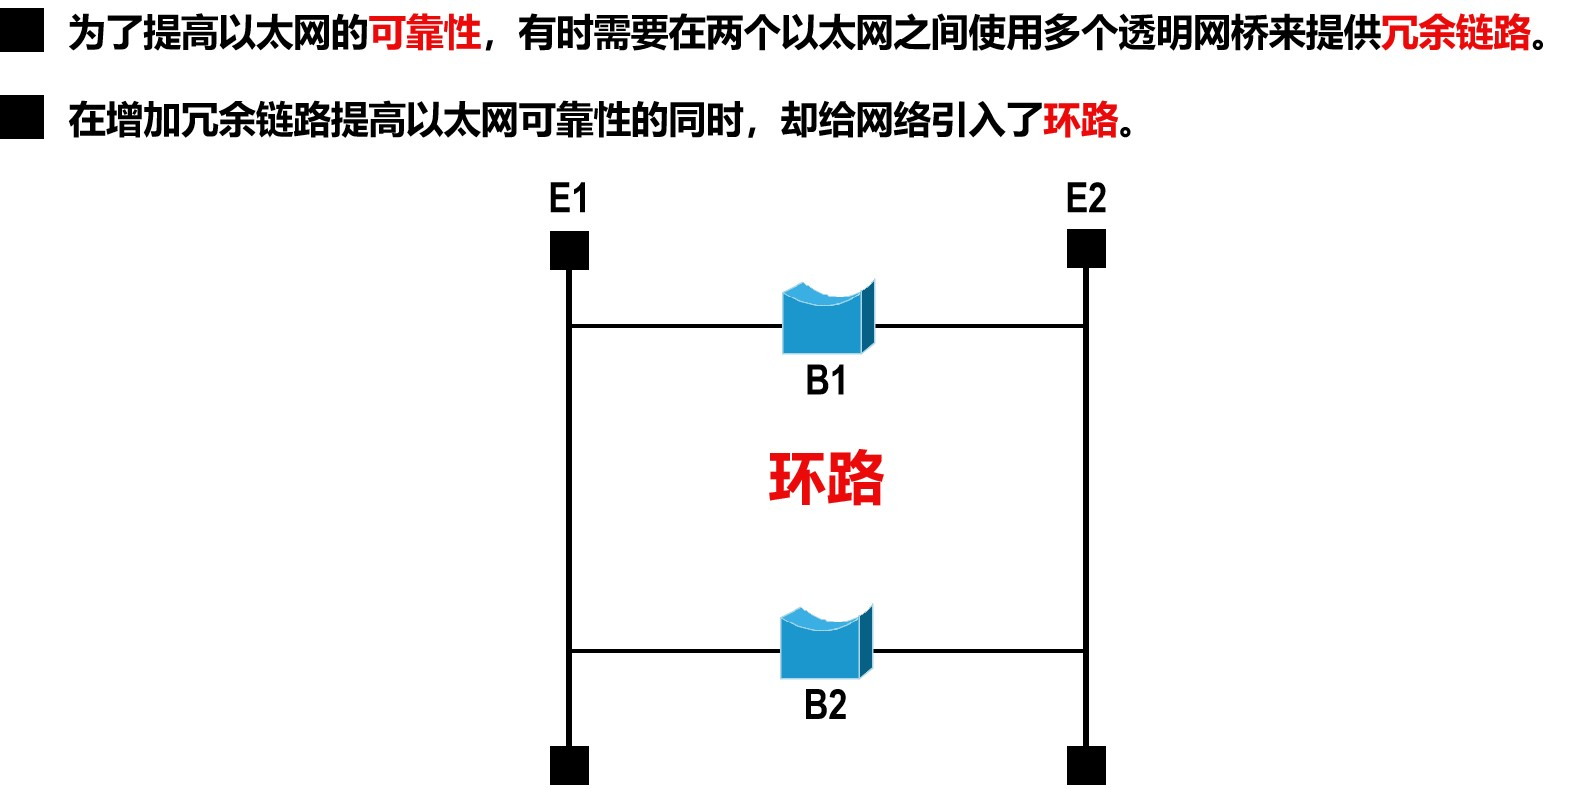 为了提高以太网的可靠性，有时需要在两个以太网之间使用多个透明网桥来提供冗余链路。
在增加冗余链路提高以太网可靠性的同时，却给网络引入了环路。
E1 E2
B1
环路
B2